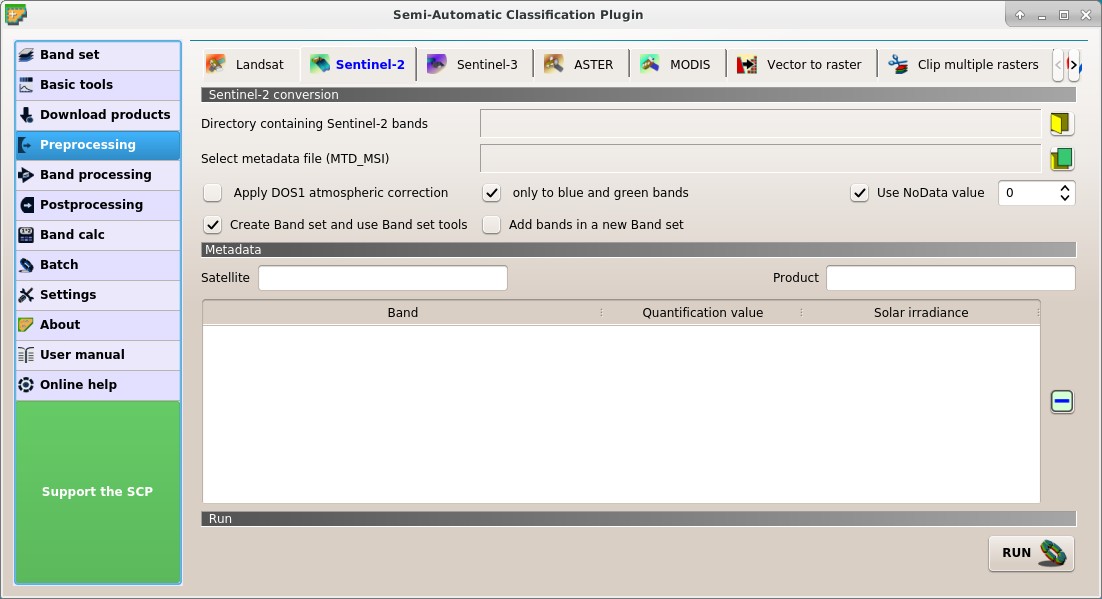 Semi-Automatic Classification Plugin
Band set
Basic tools
Download products
Preprocessing
Band processing
Postprocessing
Band calc
Batch
Settings
About
User manual
Online help
Support the SCP
Landsat Sentinel-2 Sentinel-3 ASTER MODIS Vector to raster Clip multiple rasters
Sentinel-2 conversion
Directory containing Sentinel-2 bands
Select metadata file (MTD_MSI)
Apply DOS1 atmospheric correction only to blue and green bands Use NoData value 0
Create Band set and use Band set tools Add bands in a new Band set
Metadata
Satellite Product
Band Quantification value Solar irradiance
Run
RUN